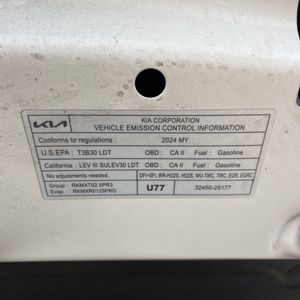 KIA
KIA CORPORATION
VEHICLE EMISSION CONTROL INFORMATION
Conforms to regulations : 2024 MY
U.S.EPA : T3B30 LDT OBD : CA II Fuel : Gasoline
California : LEV III SULEV30 LDT OBD : CA II Fuel : Gasoline
No adjustments needed.
Group : RKMXT02.5PR3
Evap. : RKMXR0125PRG
U77
DFI+SFI, WR-HO2S, HO2S, WU-TWC, TWC, EGR, EGRC
32450-2S177